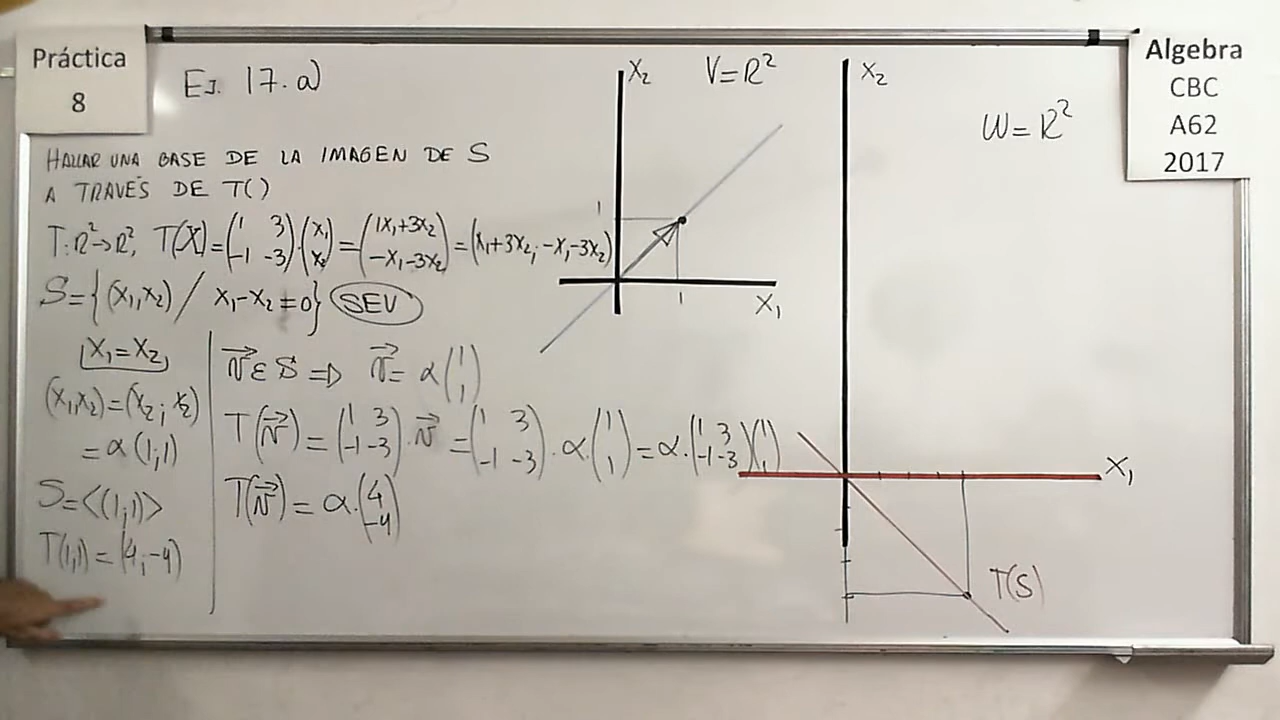 Práctica
8
Ej. 17.a)
HALLAR UNA BASE DE LA IMAGEN DE S
A TRAVÉS DE T()
T: R²→R², T(X)=(1 3 / -1 -3)·(x₁ / x₂)=(1x₁+3x₂ / -x₁-3x₂)=(x₁+3x₂; -x₁-3x₂)
S={(x₁,x₂) / x₁-x₂=0} SEV
x₁=x₂
(x₁,x₂)=(x₂; x₂)
=α(1;1)
S=<(1;1)>
T(1;1)=(4;-4)
v⃗ ε S ⇒ v⃗=α(1 / 1)
T(v⃗)=(1 3 / -1 -3)·v⃗=(1 3 / -1 -3)·α(1 / 1)=α·(1 3 / -1 -3)(1 / 1)
T(v⃗)=α·(4 / -4)
x₂
V=R²
1
1
x₁
x₂
W=R²
x₁
T(S)
Algebra
CBC
A62
2017